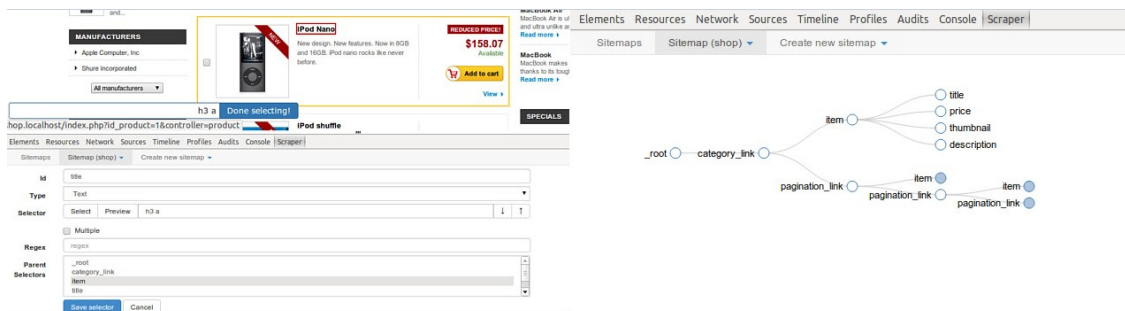 and...
MANUFACTURERS
Apple Computer, Inc
Shure Incorporated
All manufacturers
NEW
iPod Nano
New design. New features. Now in 8GB
and 16GB. iPod nano rocks like never
before.
REDUCED PRICE!
$158.07
Available
Add to cart
View
MacBook Air
MacBook Air is ul
and ultra unlike an
Read more
MacBook
MacBook makes
thanks to its tough
Read more
SPECIALS
h3 a Done selecting!
hop.localhost/index.php?id_product=1&controller=product
iPod shuffle
Elements Resources Network Sources Timeline Profiles Audits Console Scraper
Sitemaps Sitemap (shop) Create new sitemap
Id title
Type Text
Selector Select Preview h3 a
Multiple
Regex regex
Parent Selectors
_root
category_link
item
title
Save selector Cancel
Elements Resources Network Sources Timeline Profiles Audits Console Scraper
Sitemaps Sitemap (shop) Create new sitemap
_root
category_link
item
title
price
thumbnail
description
pagination_link
item
pagination_link
item
pagination_link